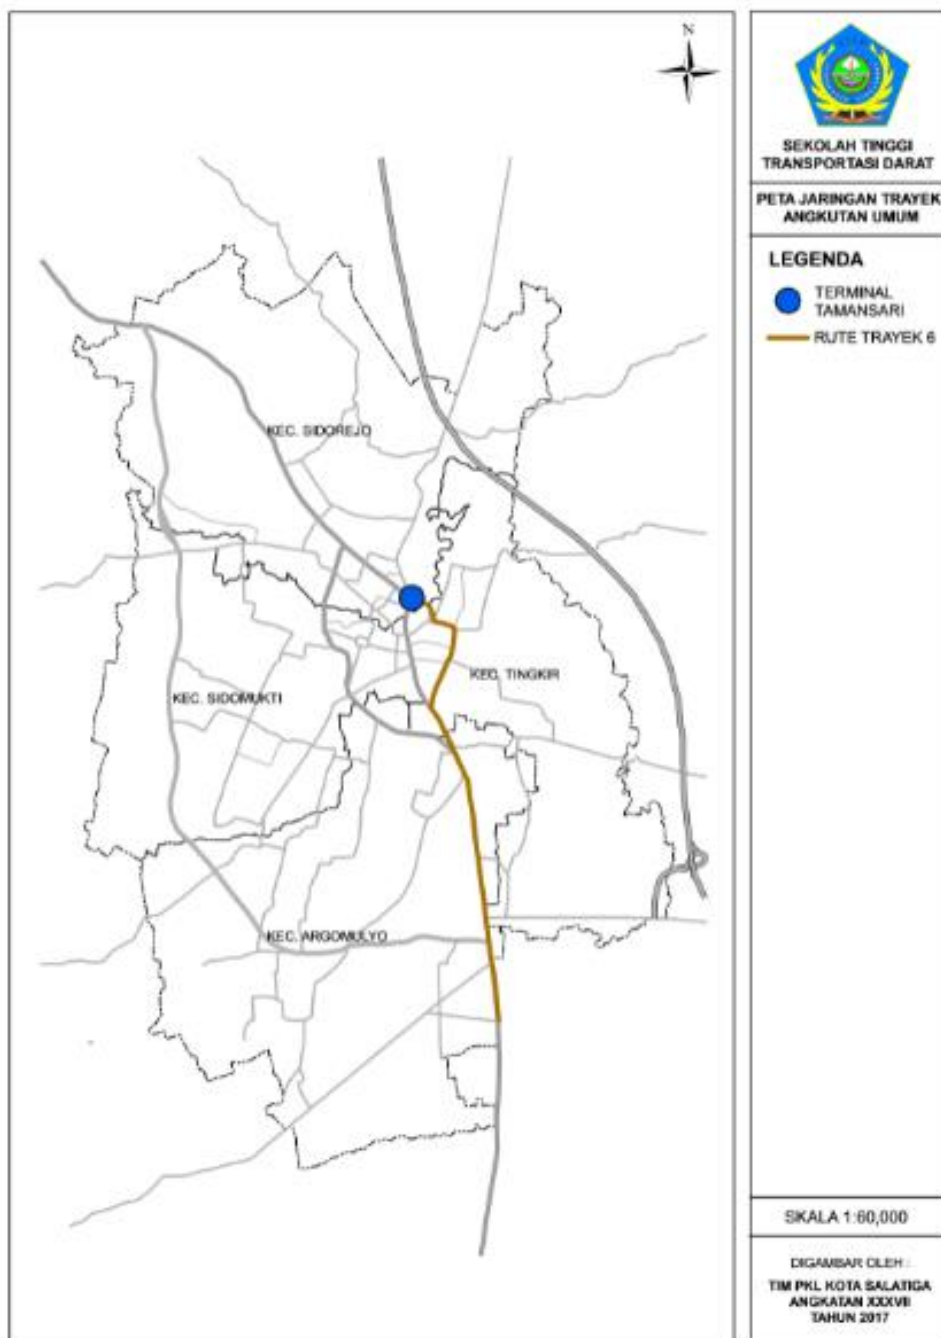 N
SEKOLAH TINGGI
TRANSPORTASI DARAT
PETA JARINGAN TRAYEK
ANGKUTAN UMUM
LEGENDA
TERMINAL
TAMANSARI
RUTE TRAYEK 6
KEC. SIDOREJO
KEC. TINGKIR
KEC. SIDOMUKTI
KEC. ARGOMULYO
SKALA 1:60,000
DIGAMBAR OLEH :
TIM PKL KOTA SALATIGA
ANGKATAN XXXVII
TAHUN 2017